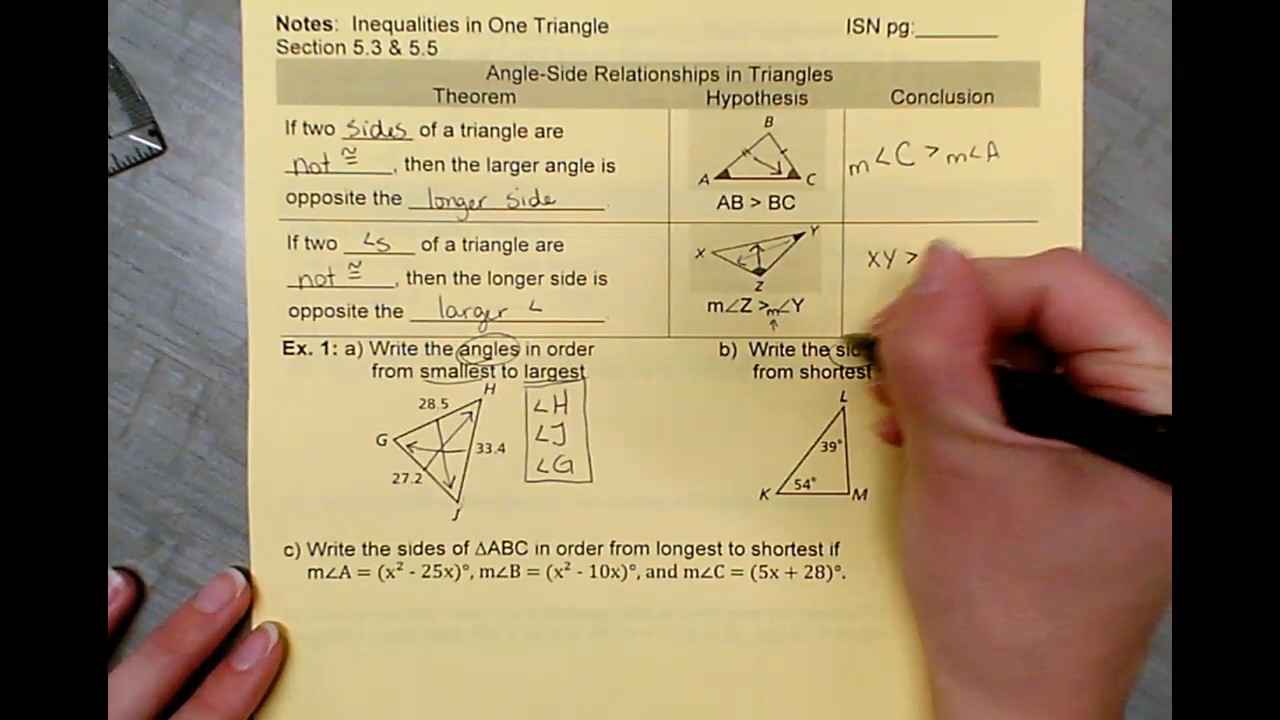 Notes: Inequalities in One Triangle ISN pg:_______
Section 5.3 & 5.5
Angle-Side Relationships in Triangles
Theorem Hypothesis Conclusion
If two sides of a triangle are
not ≅, then the larger angle is
opposite the longer side.
B
A C
AB > BC
m∠C > m∠A
If two ∠s of a triangle are
not ≅, then the longer side is
opposite the larger ∠
X Y
Z
m∠Z > m∠Y
XY >
Ex. 1: a) Write the angles in order
from smallest to largest
H
28.5
G
33.4
27.2
J
∠H
∠J
∠G
b) Write the
from shortest
L
39°
54°
K M
c) Write the sides of ΔABC in order from longest to shortest if
m∠A = (x² - 25x)°, m∠B = (x² - 10x)°, and m∠C = (5x + 28)°.